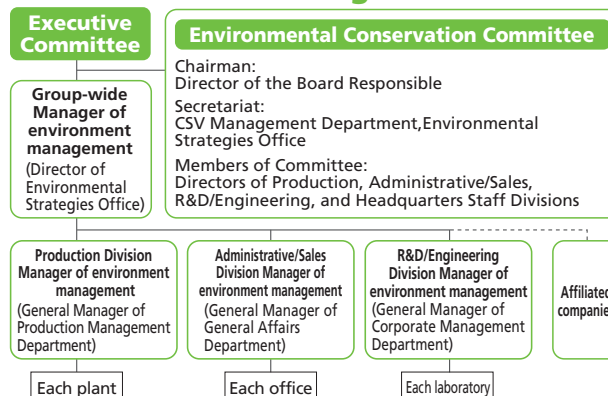 Executive
Committee
Environmental Conservation Committee
Chairman:
Director of the Board Responsible
Secretariat:
CSV Management Department,Environmental
Strategies Office
Members of Committee:
Directors of Production, Administrative/Sales,
R&D/Engineering, and Headquarters Staff Divisions
Group-wide
Manager of
environment
management
(Director of
Environmental
Strategies Office)
Production Division
Manager of environment
management
(General Manager of
Production Management
Department)
Administrative/Sales
Division Manager of
environment management
(General Manager of
General Affairs
Department)
R&D/Engineering
Division Manager of
environment management
(General Manager of
Corporate Management
Department)
Affiliated
Each plant
Each office
Each laboratory